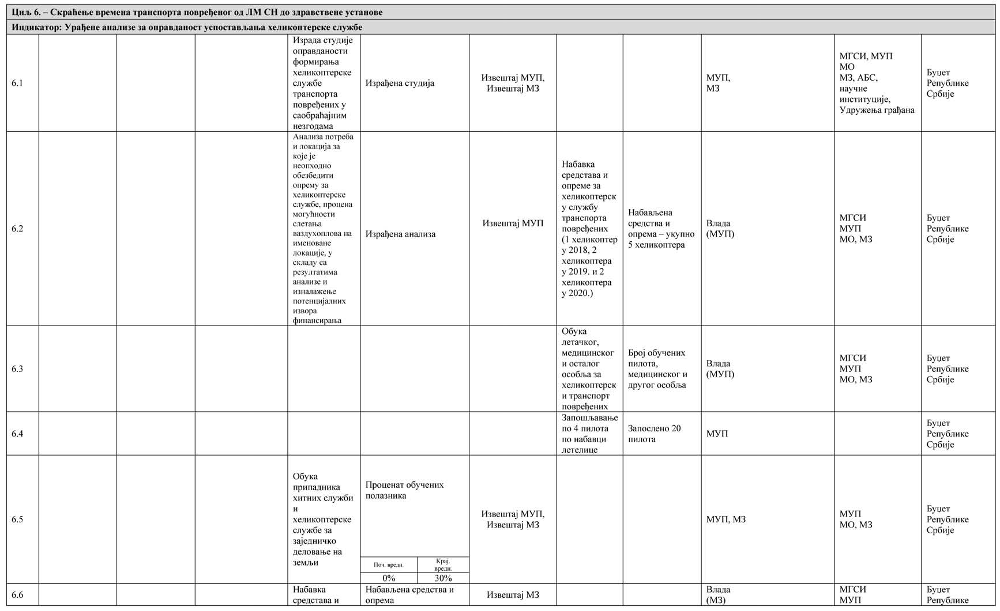 Циљ 6. – Скраћење времена транспорта повређеног од ЛМ СН до здравствене установе
Индикатор: Урађене анализе за оправданост успостављања хеликоптерске службе
6.1
Израда студије
оправданости
формирања
хеликоптерске
службе
транспорта
повређених у
саобраћајним
незгодама
Израђена студија
Извештај МУП,
Извештај МЗ
МУП,
МЗ
МГСИ, МУП
МО
МЗ, АБС,
научне
институције,
Удружења грађана
Буџет
Републике
Србије
6.2
Анализа потреба
и локација за
које је
неопходно
обезбедити
опрему за
хеликоптерске
службе, процена
могућности
слетања
ваздухоплова на
именоване
локације, у
складу са
резултатима
анализе и
изналажење
потенцијалних
извора
финансирања
Израђена анализа
Извештај МУП
Набавка
средстава и
опреме за
хеликоптерск
у службу
транспорта
повређених
(1 хеликоптер
у 2018, 2
хеликоптера
у 2019. и 2
хеликоптера
у 2020.)
Набављена
средства и
опрема – укупно
5 хеликоптера
Влада
(МУП)
МГСИ
МУП
МО, МЗ
Буџет
Републике
Србије
6.3
Обука
летачког,
медицинског
и осталог
особља за
хеликоптерск
и транспорт
повређених
Број обучених
пилота,
медицинског и
другог особља
Влада
(МУП)
МГСИ
МУП
МО, МЗ
Буџет
Републике
Србије
6.4
Запошљавање
по 4 пилота
по набавци
летелице
Запослено 20
пилота
МУП
Буџет
Републике
Србије
6.5
Обука
припадника
хитних служби
и
хеликоптерске
службе за
заједничко
деловање на
земљи
Проценат обучених
полазника
Поч. вредн.
Крај.
вредн.
0%
30%
Извештај МУП,
Извештај МЗ
МУП, МЗ
МУП
МО, МЗ
Буџет
Републике
Србије
6.6
Набавка
средстава и
Набављена средства и
опрема
Извештај МЗ
Влада
(МЗ)
МГСИ
МУП
Буџет
Републике